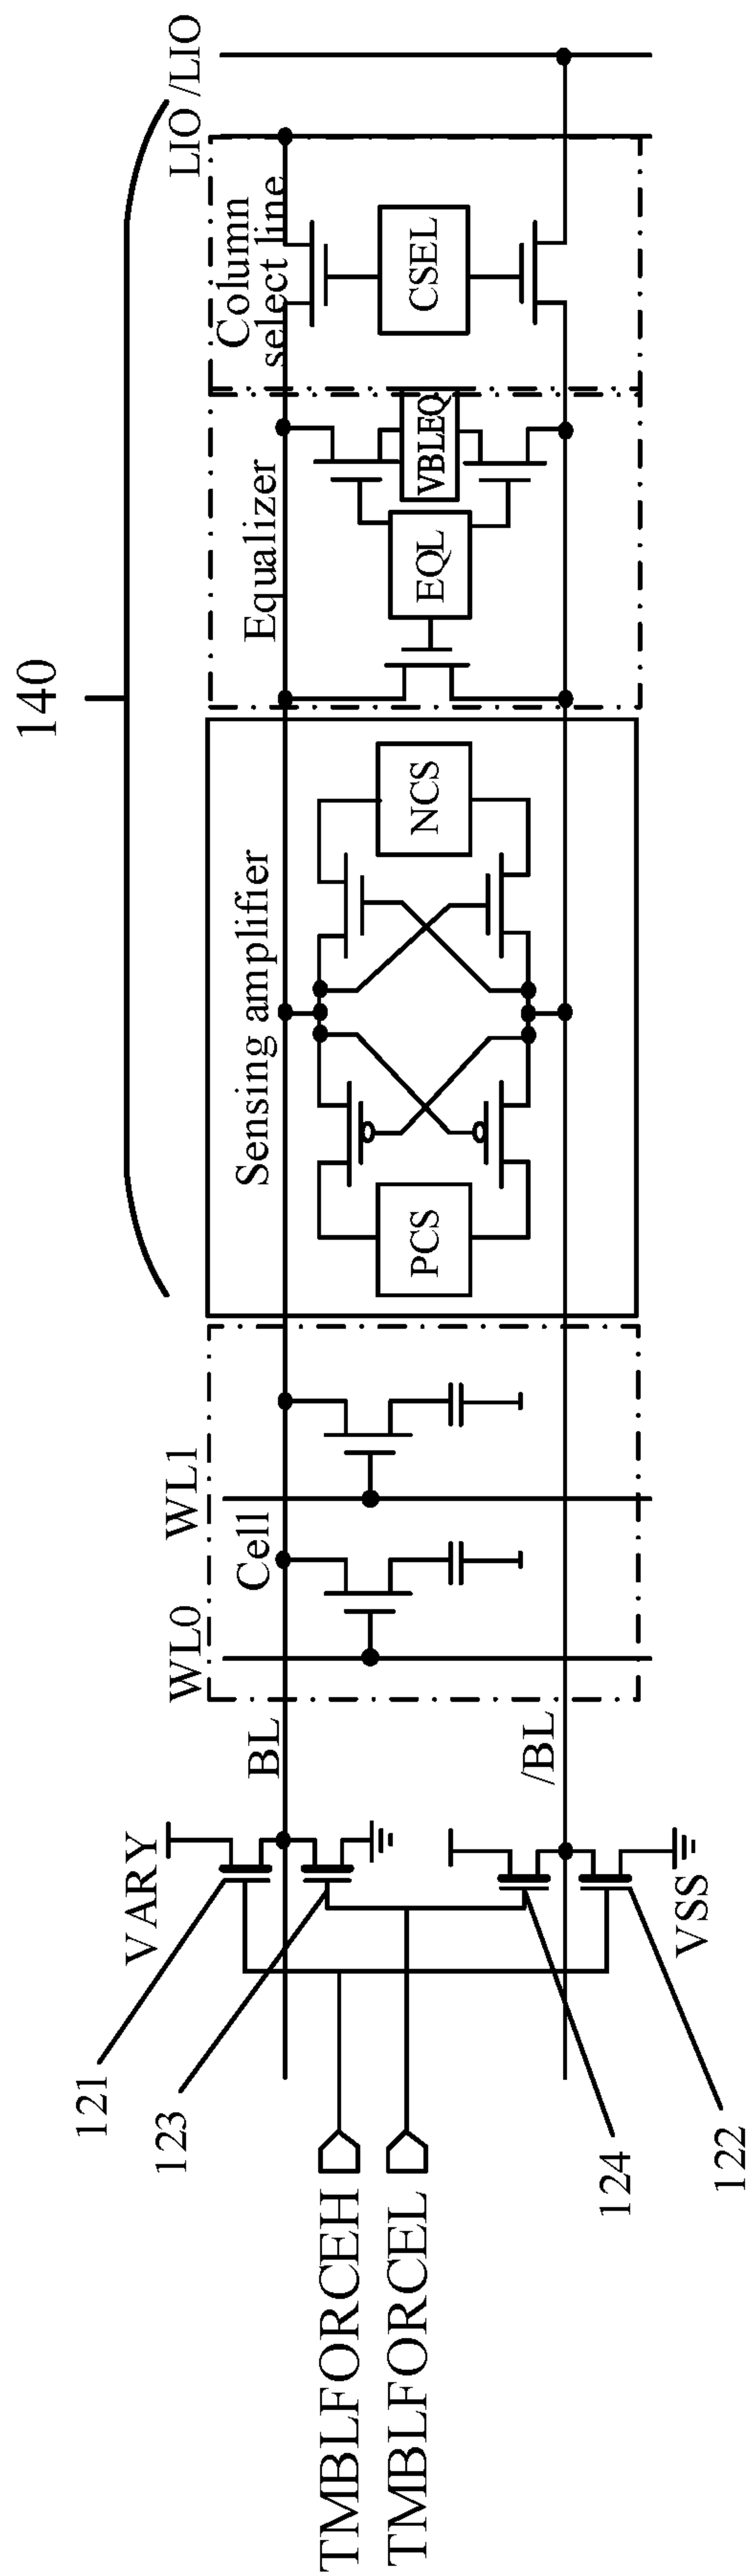 140
LIO
/LIO
Column
select line
CSEL
Equalizer
VBLEQ
EQL
Sensing amplifier
NCS
PCS
WL1
WL0
Cell
BL
/BL
VARY
VSS
121
123
124
122
TMBLFORCEH
TMBLFORCEL